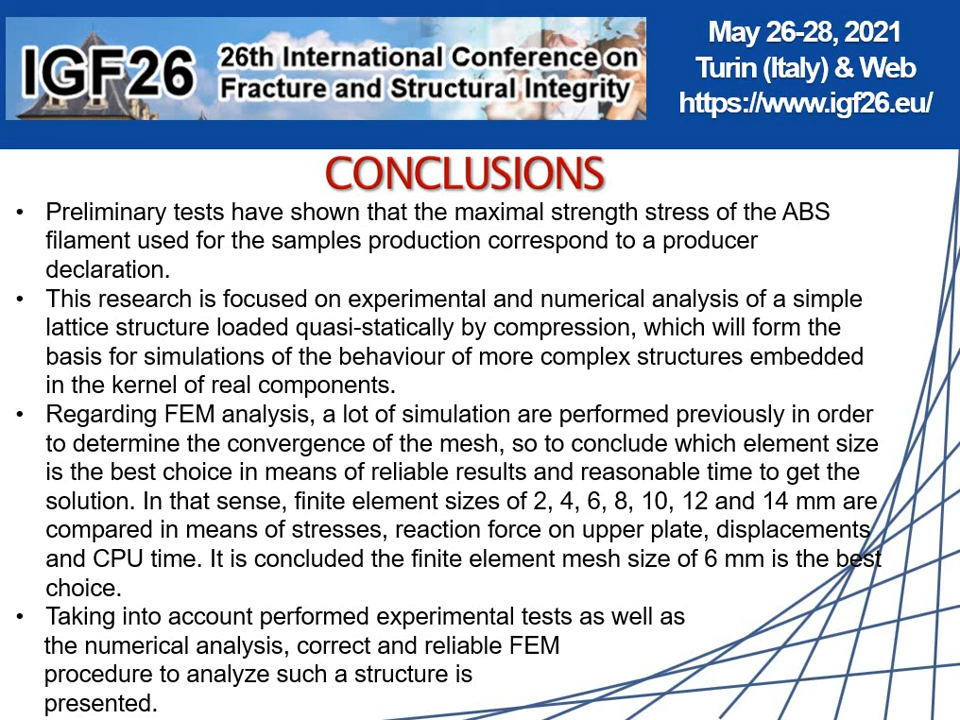 IGF26
26th International Conference on
Fracture and Structural Integrity
May 26-28, 2021
Turin (Italy) & Web
https://www.igf26.eu/
CONCLUSIONS
• Preliminary tests have shown that the maximal strength stress of the ABS
filament used for the samples production correspond to a producer
declaration.
• This research is focused on experimental and numerical analysis of a simple
lattice structure loaded quasi-statically by compression, which will form the
basis for simulations of the behaviour of more complex structures embedded
in the kernel of real components.
• Regarding FEM analysis, a lot of simulation are performed previously in order
to determine the convergence of the mesh, so to conclude which element size
is the best choice in means of reliable results and reasonable time to get the
solution. In that sense, finite element sizes of 2, 4, 6, 8, 10, 12 and 14 mm are
compared in means of stresses, reaction force on upper plate, displacements
and CPU time. It is concluded the finite element mesh size of 6 mm is the best
choice.
• Taking into account performed experimental tests as well as
the numerical analysis, correct and reliable FEM
procedure to analyze such a structure is
presented.